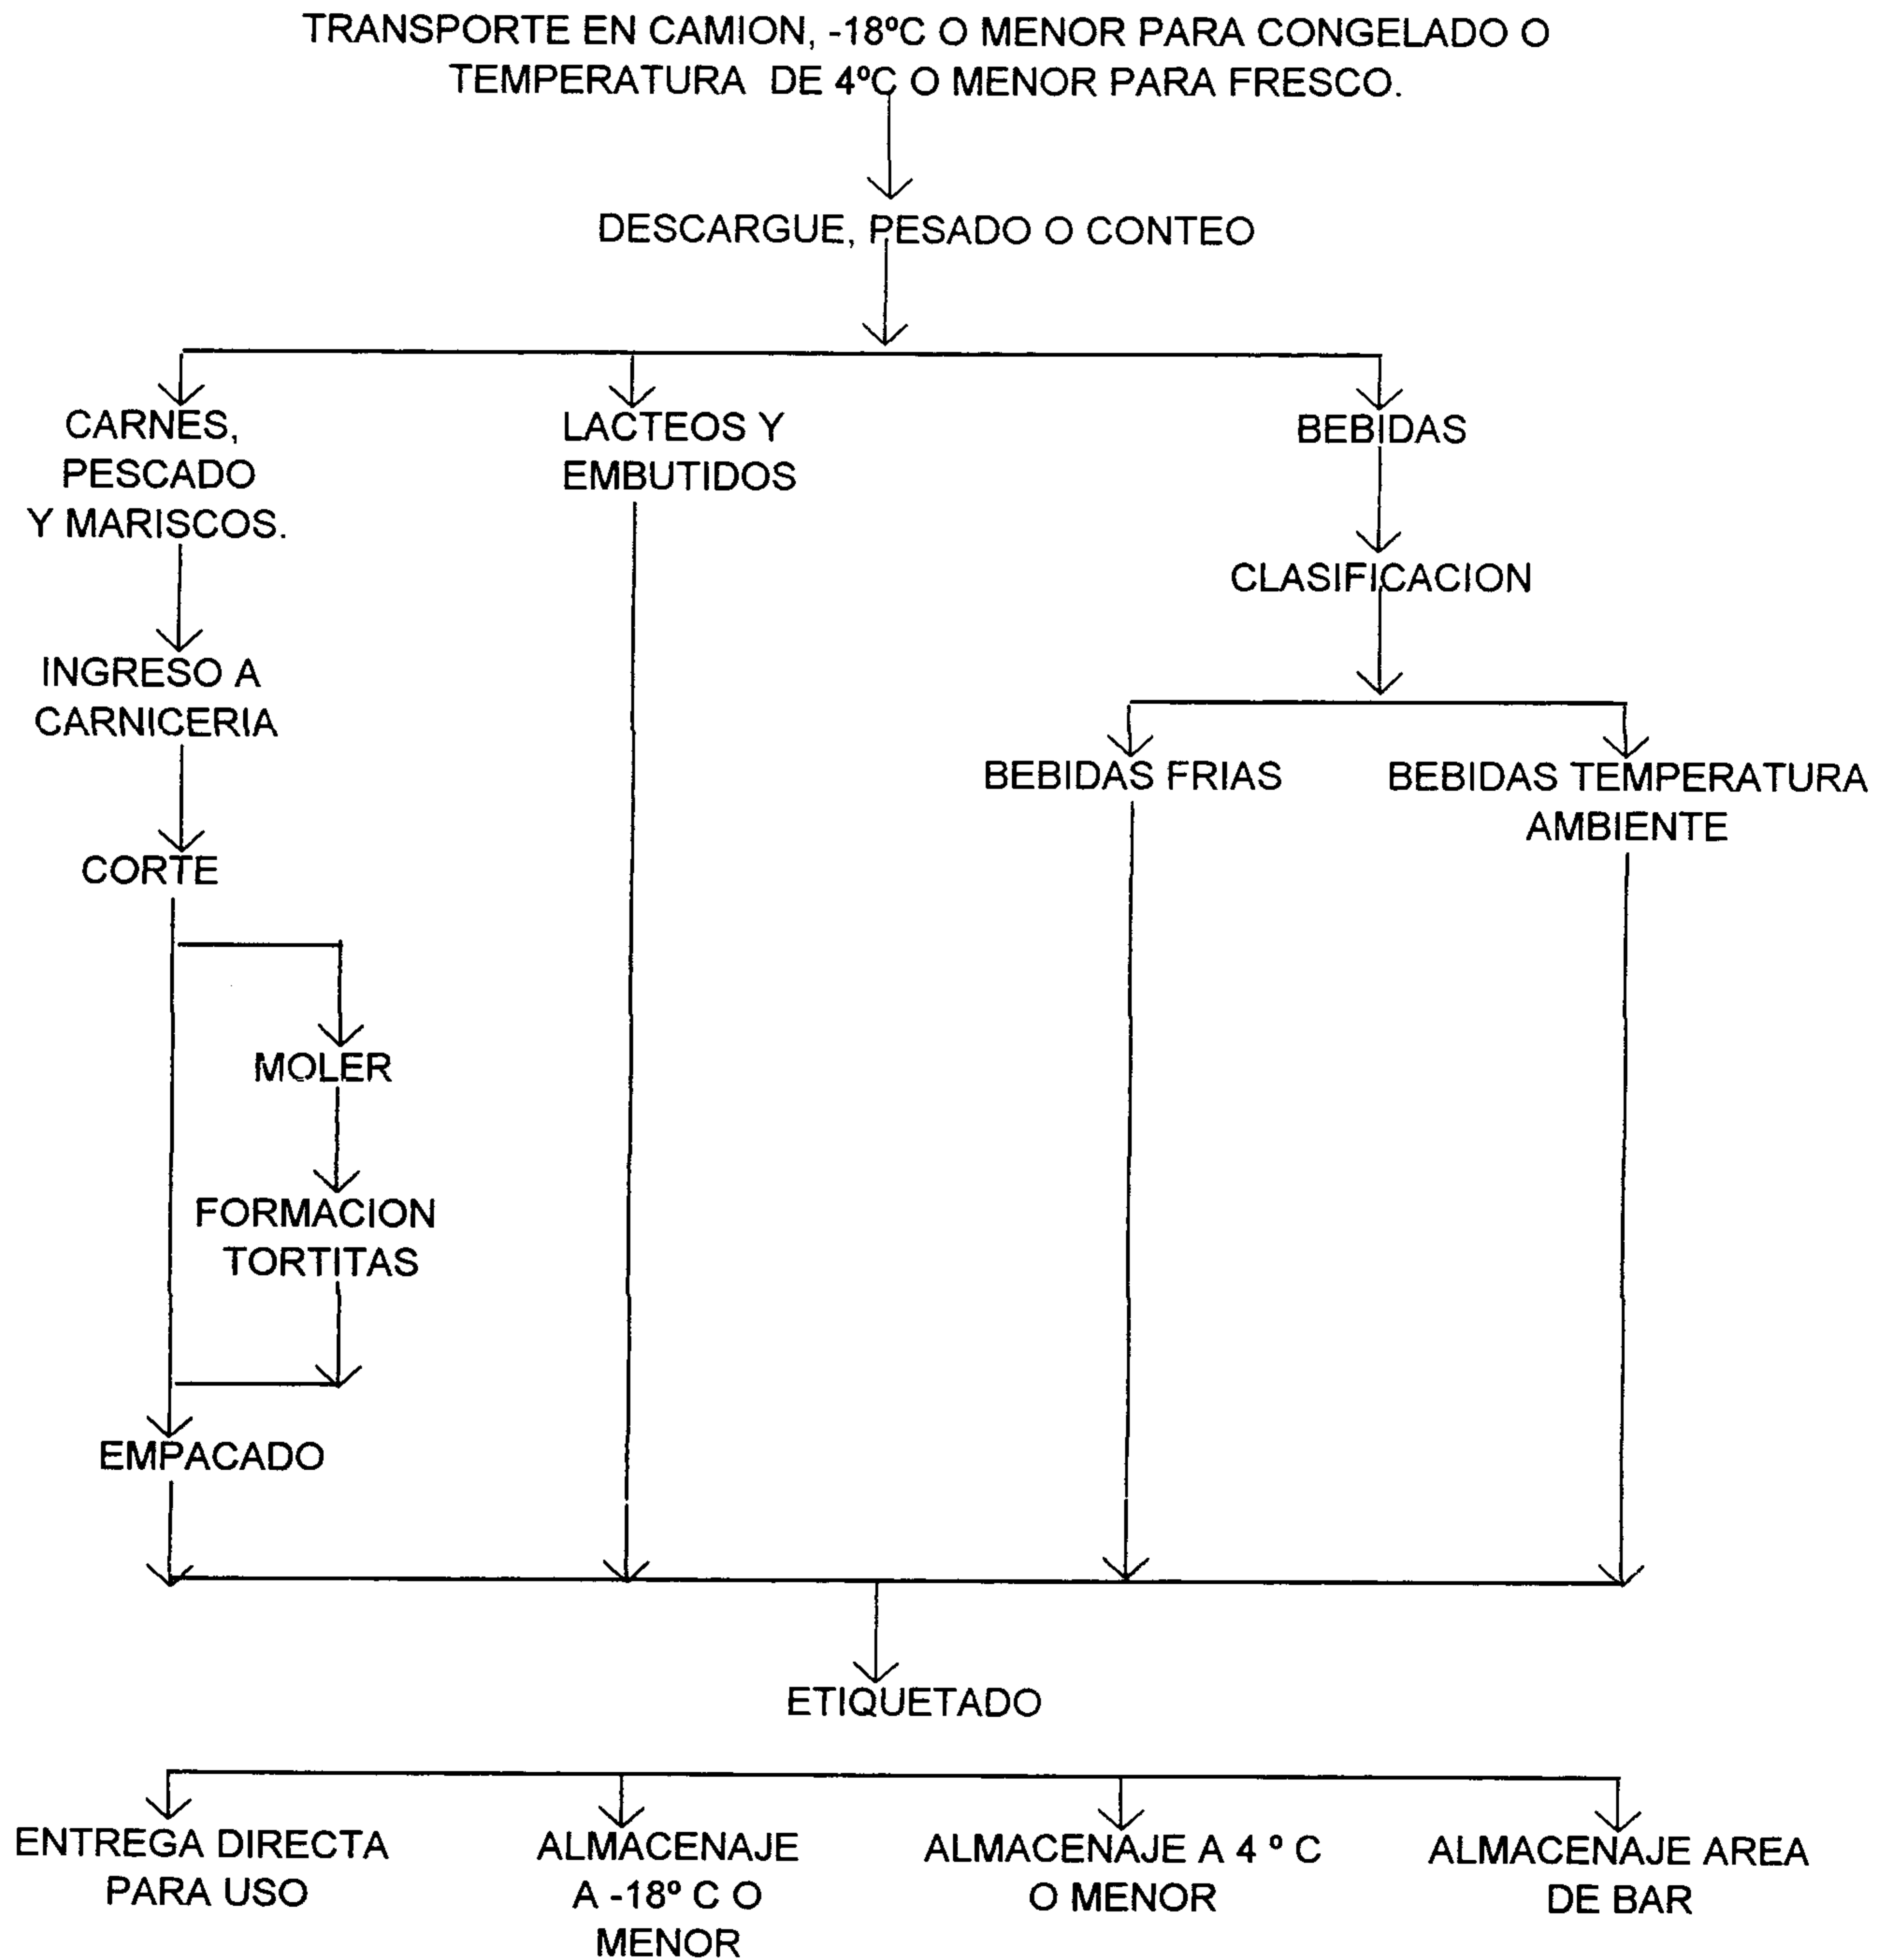 TRANSPORTE EN CAMION, -18ºC O MENOR PARA CONGELADO O
TEMPERATURA DE 4ºC O MENOR PARA FRESCO.
DESCARGUE, PESADO O CONTEO
CARNES,
PESCADO
Y MARISCOS.
LACTEOS Y
EMBUTIDOS
BEBIDAS
CLASIFICACION
INGRESO A
CARNICERIA
BEBIDAS FRIAS
BEBIDAS TEMPERATURA
AMBIENTE
CORTE
MOLER
FORMACION
TORTITAS
EMPACADO
ETIQUETADO
ENTREGA DIRECTA
PARA USO
ALMACENAJE
A -18º C O
MENOR
ALMACENAJE A 4 º C
O MENOR
ALMACENAJE AREA
DE BAR